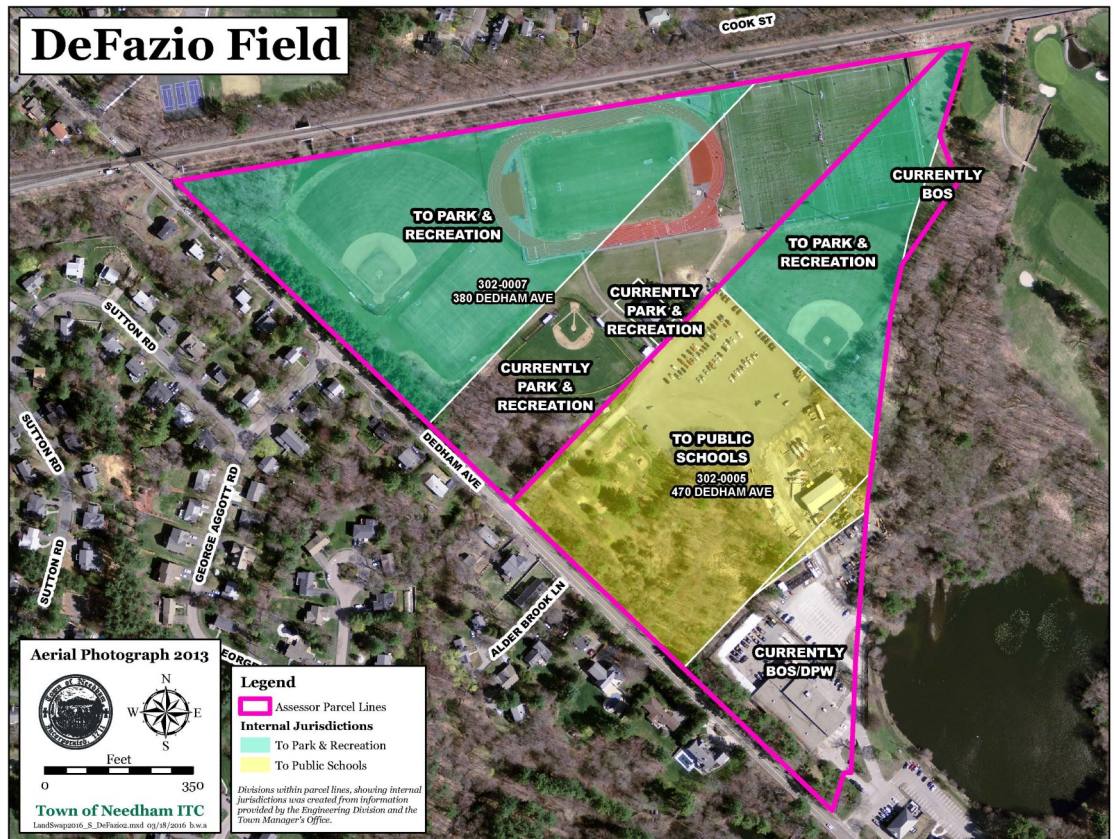 DeFazio Field
COOK ST
CURRENTLY
BOS
TO PARK &
RECREATION
TO PARK &
RECREATION
302-0007
380 DEDHAM AVE
CURRENTLY
PARK &
RECREATION
CURRENTLY
PARK &
RECREATION
SUTTON RD
SUTTON RD
SUTTON RD
GEORGE AGGOTT RD
DEDHAM AVE
TO PUBLIC
SCHOOLS
302-0005
470 DEDHAM AVE
ALDER BROOK LN
CURRENTLY
BOS/DPW
GEORGE
Aerial Photograph 2013
Town of Needham
N
W E
S
Feet
0 350
Town of Needham ITC
LandSwap2016_S_DeFazio2.mxd 03/18/2016 b.w.a
Legend
Assessor Parcel Lines
Internal Jurisdictions
To Park & Recreation
To Public Schools
Divisions within parcel lines, showing internal
jurisdictions was created from information
provided by the Engineering Division and the
Town Manager's Office.